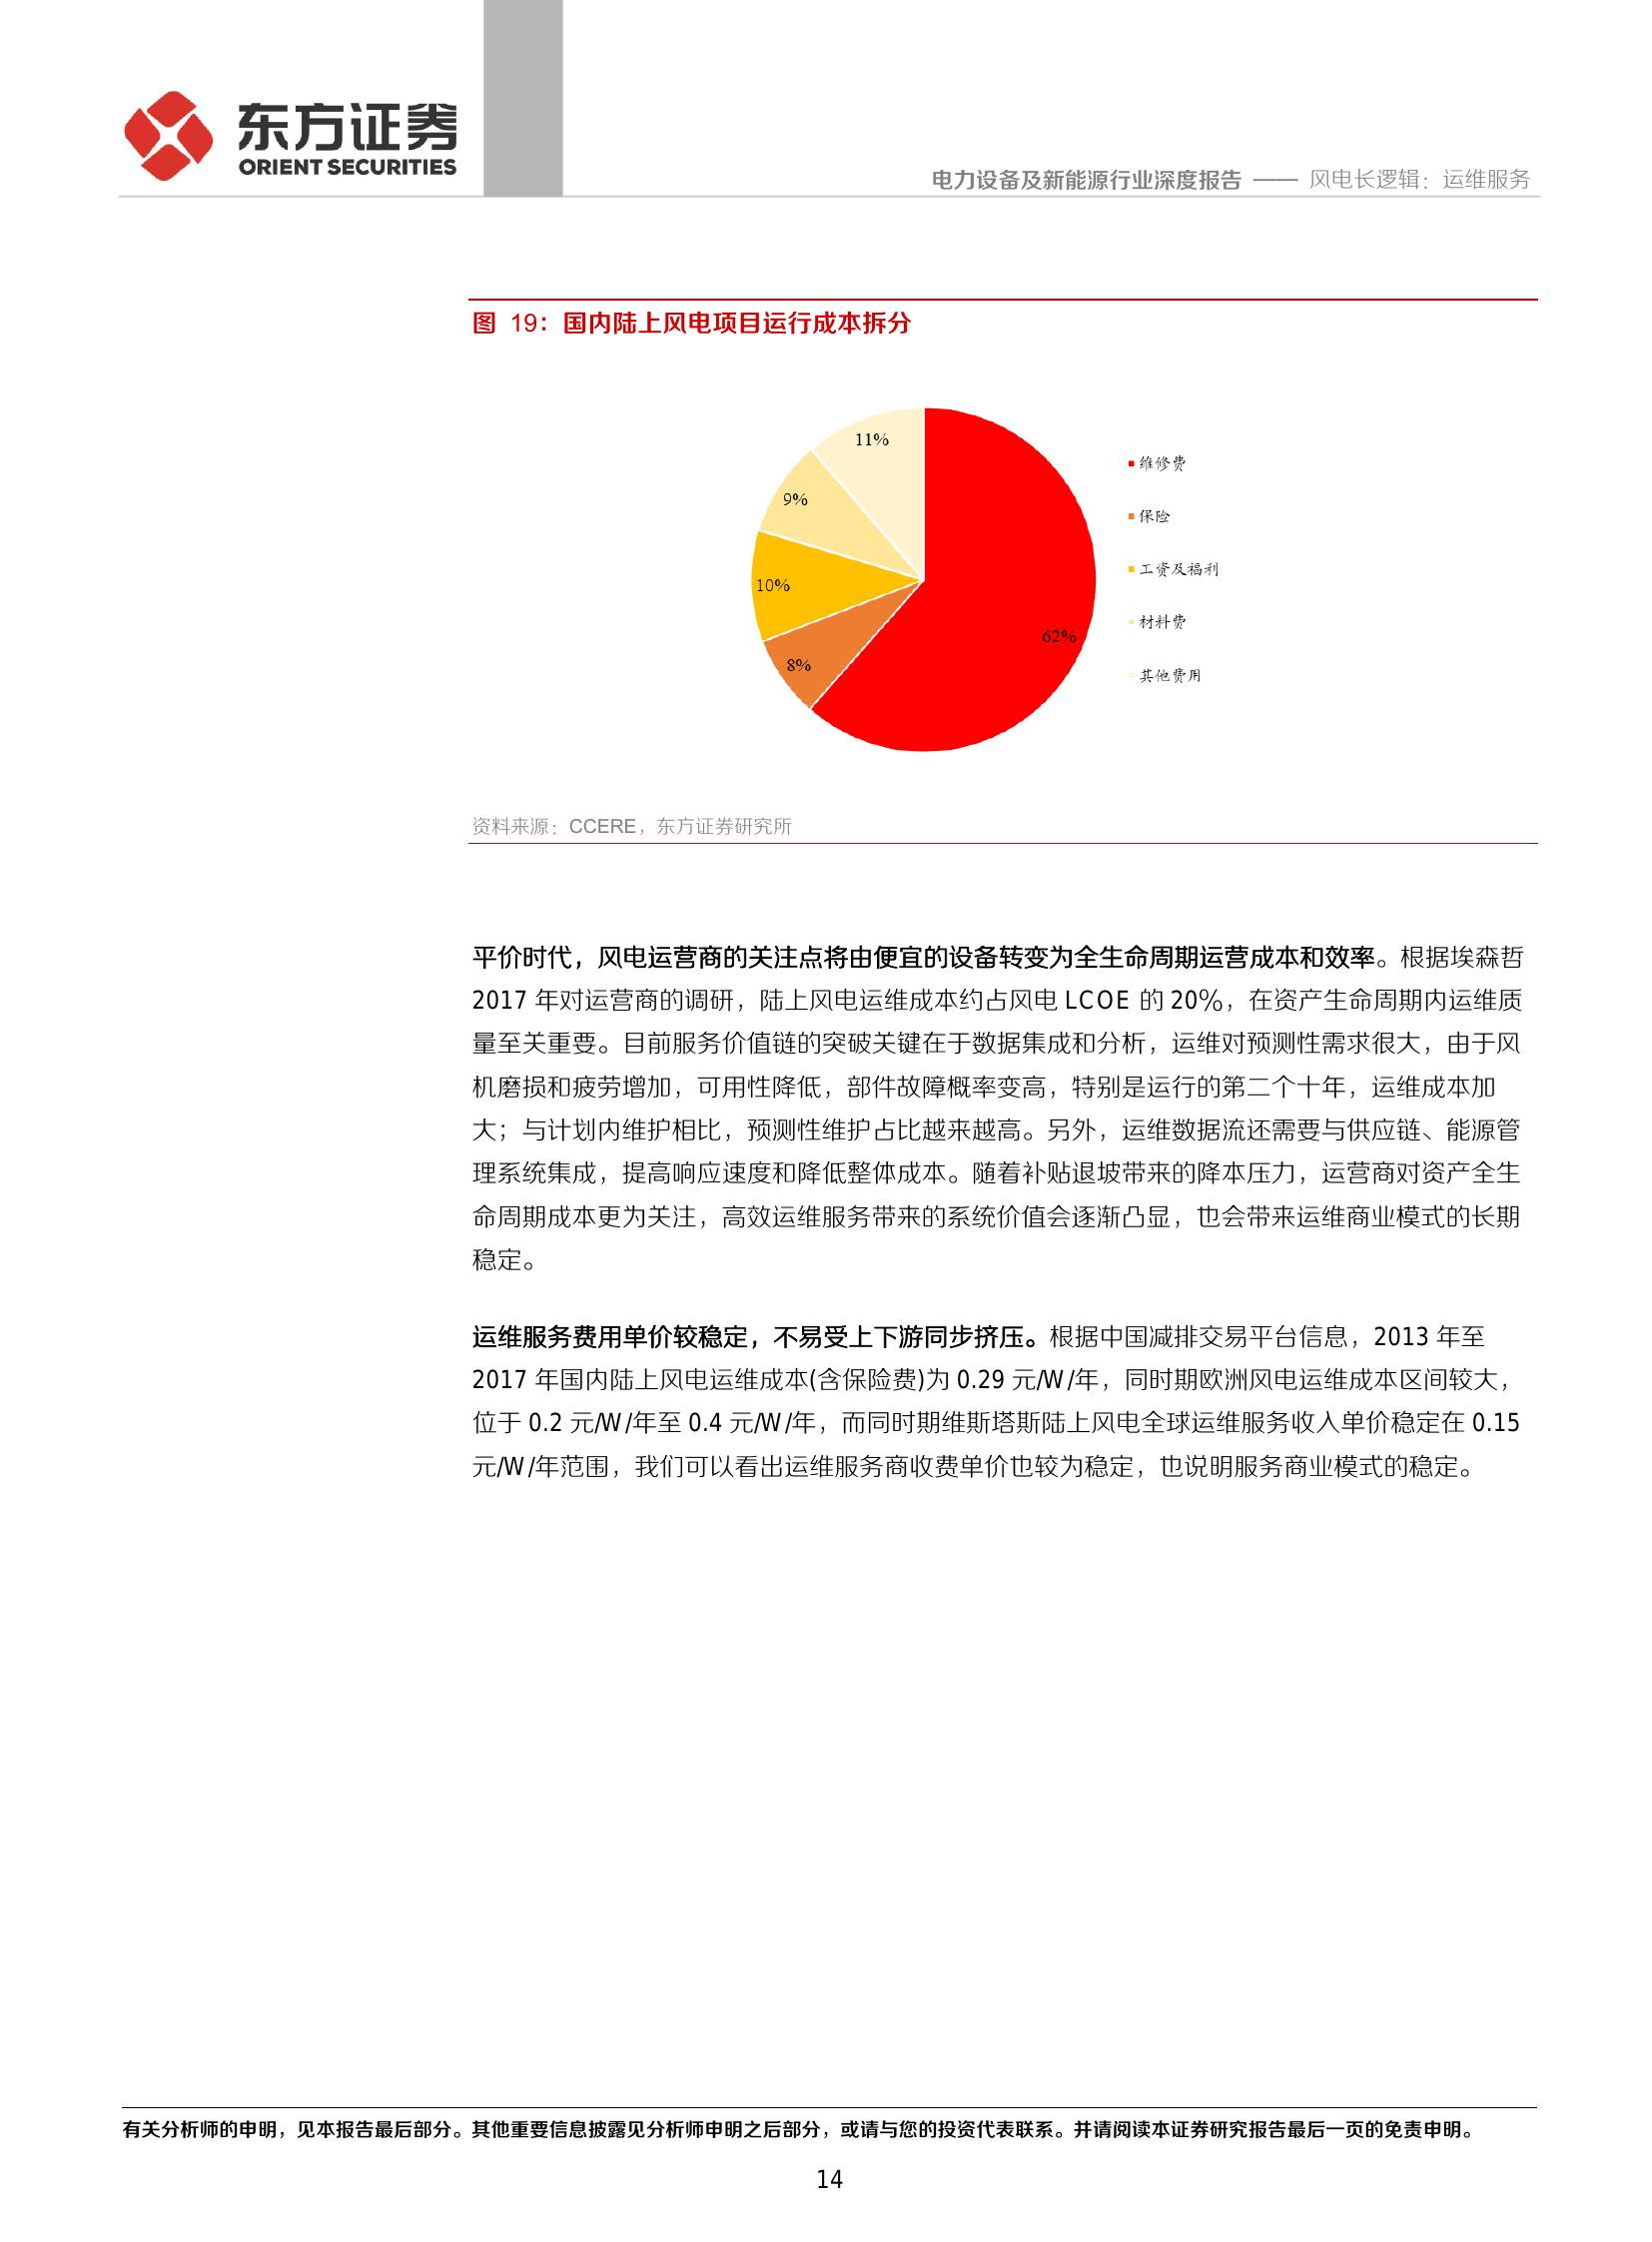 东方证券
ORIENT SECURITIES
电力设备及新能源行业深度报告 —— 风电长逻辑：运维服务
图 19：国内陆上风电项目运行成本拆分
11%
9%
10%
8%
62%
维修费
保险
工资及福利
材料费
其他费用
资料来源：CCERE，东方证券研究所
平价时代，风电运营商的关注点将由便宜的设备转变为全生命周期运营成本和效率。根据埃森哲
2017 年对运营商的调研，陆上风电运维成本约占风电 LCOE 的 20%，在资产生命周期内运维质
量至关重要。目前服务价值链的突破关键在于数据集成和分析，运维对预测性需求很大，由于风
机磨损和疲劳增加，可用性降低，部件故障概率变高，特别是运行的第二个十年，运维成本加
大；与计划内维护相比，预测性维护占比越来越高。另外，运维数据流还需要与供应链、能源管
理系统集成，提高响应速度和降低整体成本。随着补贴退坡带来的降本压力，运营商对资产全生
命周期成本更为关注，高效运维服务带来的系统价值会逐渐凸显，也会带来运维商业模式的长期
稳定。
运维服务费用单价较稳定，不易受上下游同步挤压。根据中国减排交易平台信息，2013 年至
2017 年国内陆上风电运维成本(含保险费)为 0.29 元/W/年，同时期欧洲风电运维成本区间较大，
位于 0.2 元/W/年至 0.4 元/W/年，而同时期维斯塔斯陆上风电全球运维服务收入单价稳定在 0.15
元/W/年范围，我们可以看出运维服务商收费单价也较为稳定，也说明服务商业模式的稳定。
有关分析师的申明，见本报告最后部分。其他重要信息披露见分析师申明之后部分，或请与您的投资代表联系。并请阅读本证券研究报告最后一页的免责申明。
14